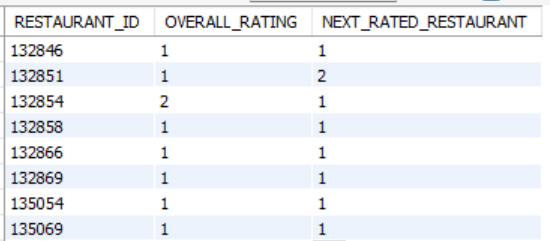 RESTAURANT_ID OVERALL_RATING NEXT_RATED_RESTAURANT
132846 1 1
132851 1 2
132854 2 1
132858 1 1
132866 1 1
132869 1 1
135054 1 1
135069 1 1